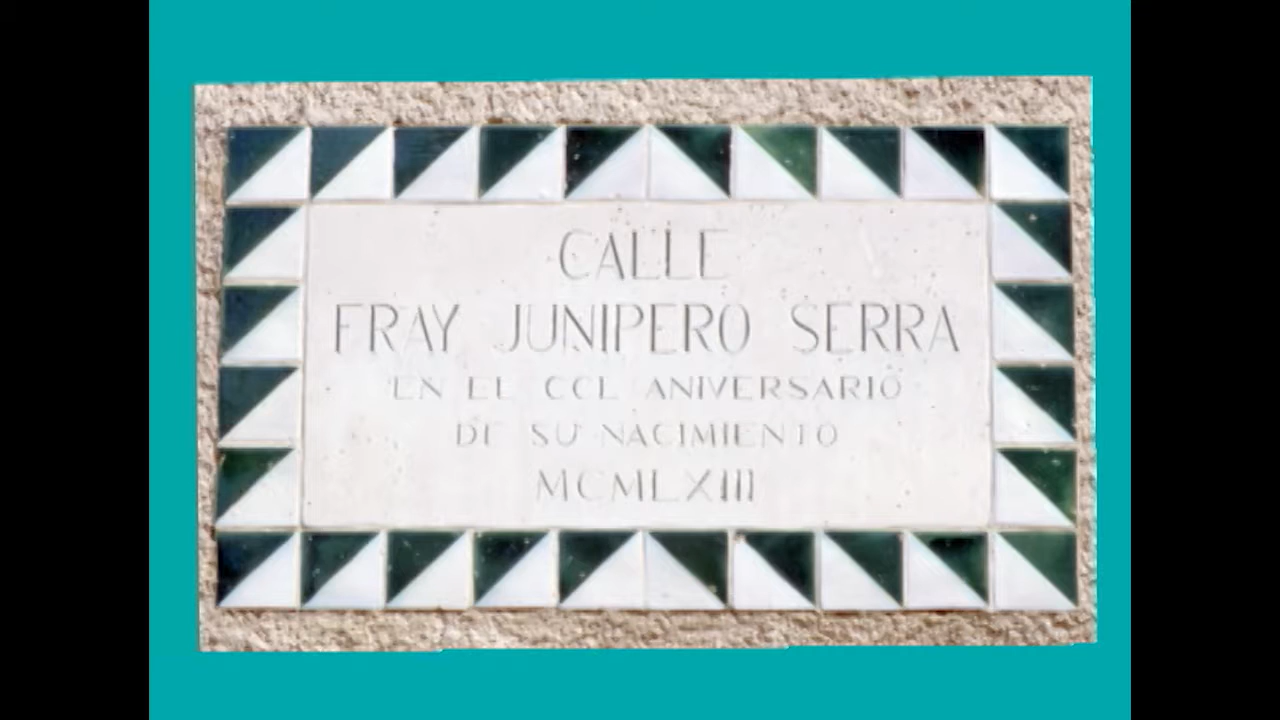 CALLE
FRAY JUNIPERO SERRA
EN EL CCL ANIVERSARIO
DE SU NACIMIENTO
MCMLXIII